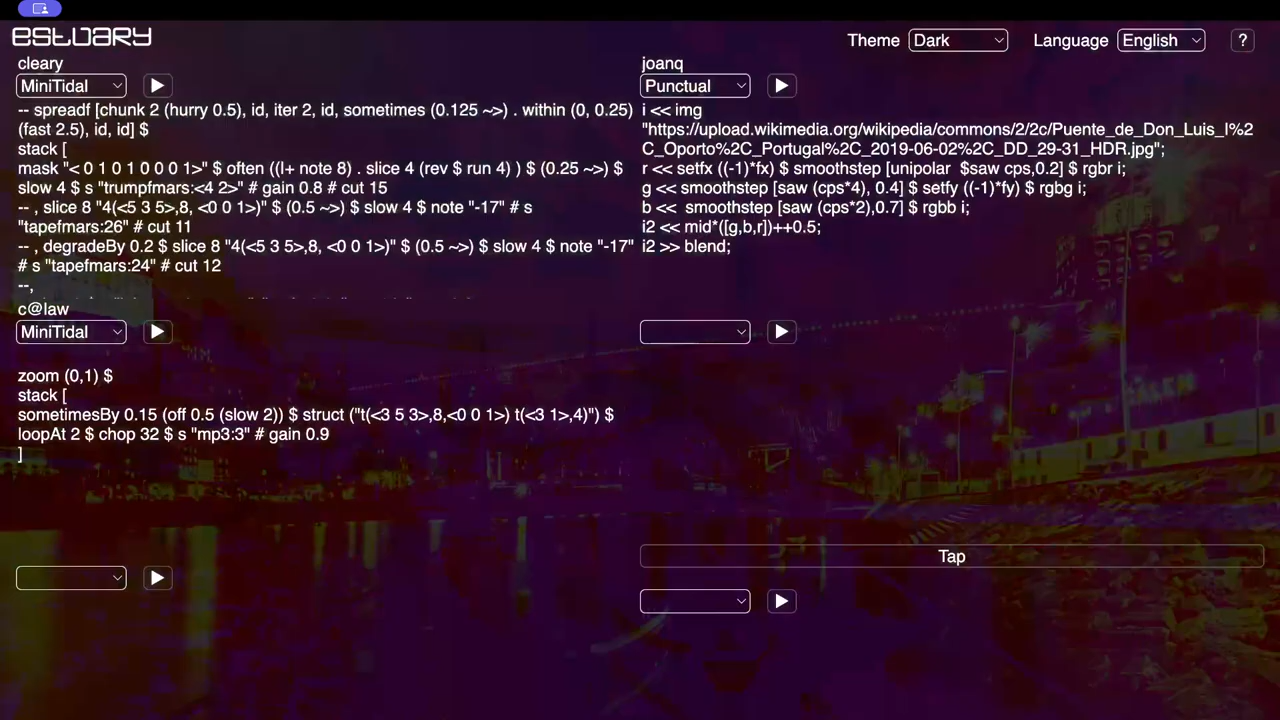 estuary
Theme Dark Language English ?
cleary
MiniTidal
-- spreadf [chunk 2 (hurry 0.5), id, iter 2, id, sometimes (0.125 ~>) . within (0, 0.25)
(fast 2.5), id, id] $
stack [
mask "< 0 1 0 1 0 0 0 1>" $ often ((|+ note 8) . slice 4 (rev $ run 4) ) $ (0.25 ~>) $
slow 4 $ s "trumpfmars:<4 2>" # gain 0.8 # cut 15
-- , slice 8 "4(<5 3 5>,8, <0 0 1>)" $ (0.5 ~>) $ slow 4 $ note "-17" # s
"tapefmars:26" # cut 11
-- , degradeBy 0.2 $ slice 8 "4(<5 3 5>,8, <0 0 1>)" $ (0.5 ~>) $ slow 4 $ note "-17"
# s "tapefmars:24" # cut 12
--,
joanq
Punctual
i << img
"https://upload.wikimedia.org/wikipedia/commons/2/2c/Puente_de_Don_Luis_I%2
C_Oporto%2C_Portugal%2C_2019-06-02%2C_DD_29-31_HDR.jpg";
r << setfx ((-1)*fx) $ smoothstep [unipolar  $saw cps,0.2] $ rgbr i;
g << smoothstep [saw (cps*4), 0.4] $ setfy ((-1)*fy) $ rgbg i;
b <<  smoothstep [saw (cps*2),0.7] $ rgbb i;
i2 << mid*([g,b,r])++0.5;
i2 >> blend;
c@law
MiniTidal
zoom (0,1) $
stack [
sometimesBy 0.15 (off 0.5 (slow 2)) $ struct ("t(<3 5 3>,8,<0 0 1>) t(<3 1>,4)") $
loopAt 2 $ chop 32 $ s "mp3:3" # gain 0.9
]
Tap